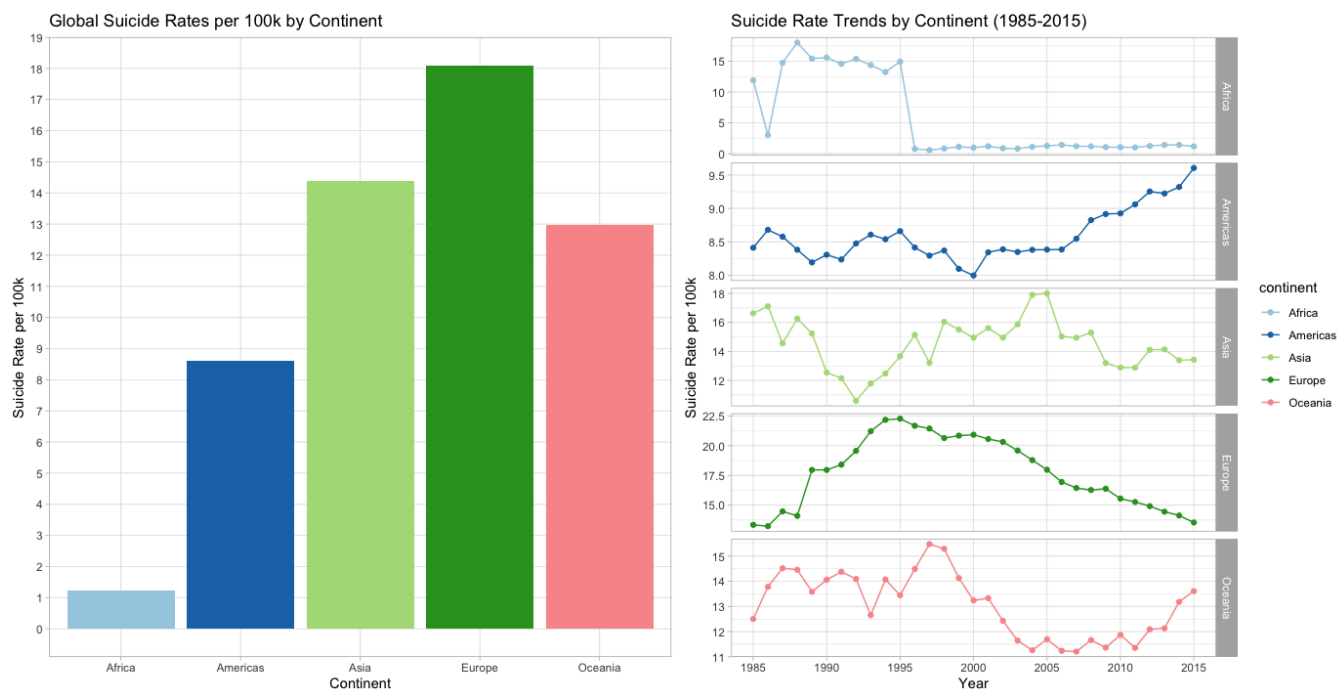 Global Suicide Rates per 100k by Continent
19
18
17
16
15
14
13
12
11
10
9
8
7
6
5
4
3
2
1
0
Suicide Rate per 100k
Africa Americas Asia Europe Oceania
Continent
Suicide Rate Trends by Continent (1985-2015)
15
10
5
0
Africa
9.5
9.0
8.5
8.0
Americas
18
16
14
12
Asia
22.5
20.0
17.5
15.0
Europe
15
14
13
12
11
Oceania
Suicide Rate per 100k
1985 1990 1995 2000 2005 2010 2015
Year
continent
Africa
Americas
Asia
Europe
Oceania